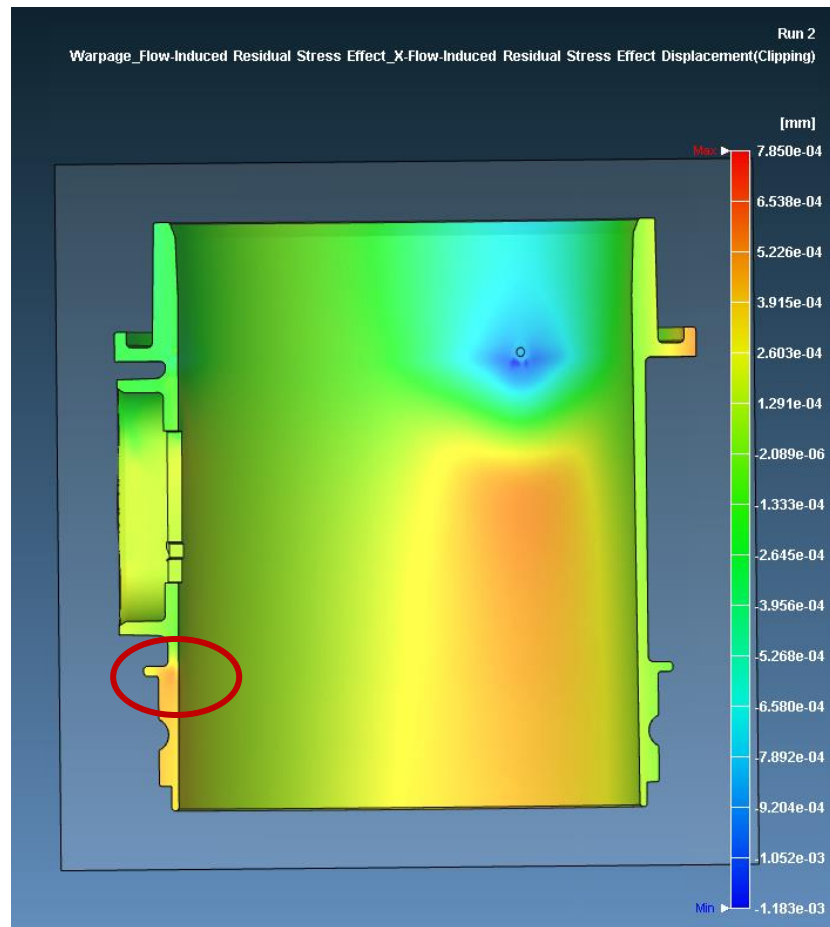 Run 2
Warpage_Flow-Induced Residual Stress Effect_X-Flow-Induced Residual Stress Effect Displacement(Clipping)
[mm]
Max 7.850e-04
6.538e-04
5.226e-04
3.915e-04
2.603e-04
1.291e-04
-2.089e-06
-1.333e-04
-2.645e-04
-3.956e-04
-5.268e-04
-6.580e-04
-7.892e-04
-9.204e-04
-1.052e-03
Min -1.183e-03